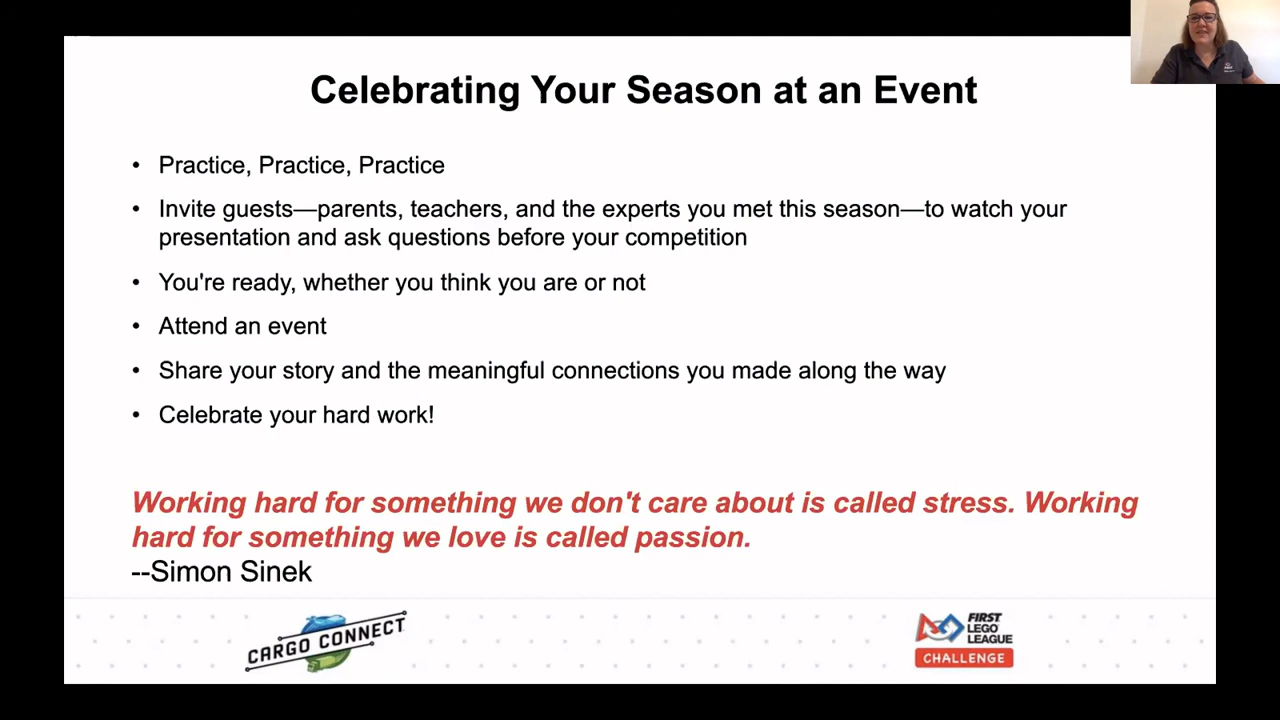 Celebrating Your Season at an Event
• Practice, Practice, Practice
• Invite guests—parents, teachers, and the experts you met this season—to watch your
presentation and ask questions before your competition
• You're ready, whether you think you are or not
• Attend an event
• Share your story and the meaningful connections you made along the way
• Celebrate your hard work!
Working hard for something we don't care about is called stress. Working
hard for something we love is called passion.
--Simon Sinek
CARGO CONNECT
FIRST
LEGO
LEAGUE
CHALLENGE